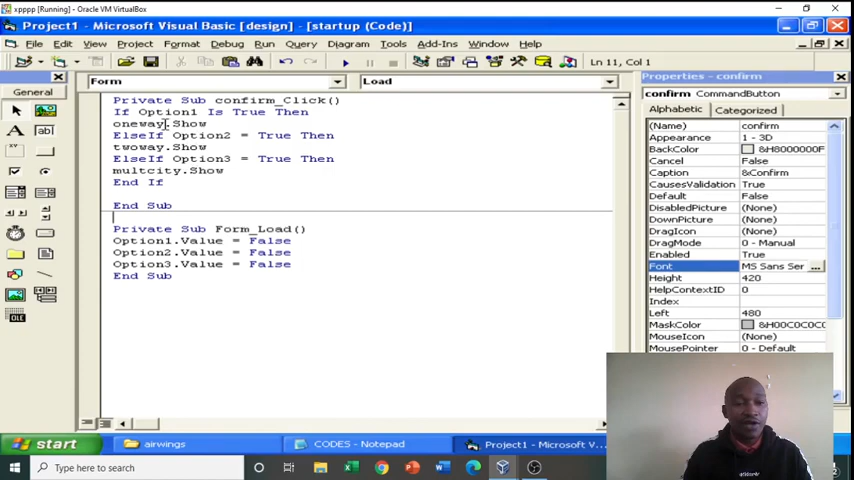 xpppp [Running] - Oracle VM VirtualBox
Project1 - Microsoft Visual Basic [design] - [startup (Code)]
File Edit View Project Format Debug Run Query Diagram Tools Add-Ins Window Help
Ln 11, Col 1
General
Form
Load
Private Sub confirm_Click()
If Option1 Is True Then
oneway.Show
ElseIf Option2 = True Then
twoway.Show
ElseIf Option3 = True Then
multcity.Show
End If
End Sub
Private Sub Form_Load()
Option1.Value = False
Option2.Value = False
Option3.Value = False
End Sub
A
ab|
OLE
Properties - confirm
confirm CommandButton
Alphabetic Categorized
(Name) confirm
Appearance 1 - 3D
BackColor &H8000000F
Cancel False
Caption &Confirm
CausesValidation True
Default False
DisabledPicture (None)
DownPicture (None)
DragIcon (None)
DragMode 0 - Manual
Enabled True
Font MS Sans Ser ...
Height 420
HelpContextID 0
Index
Left 480
MaskColor &H00C0C0C0
MouseIcon (None)
MousePointer 0 - Default
start
airwings
CODES - Notepad
Project1 - Microsoft V...
Type here to search